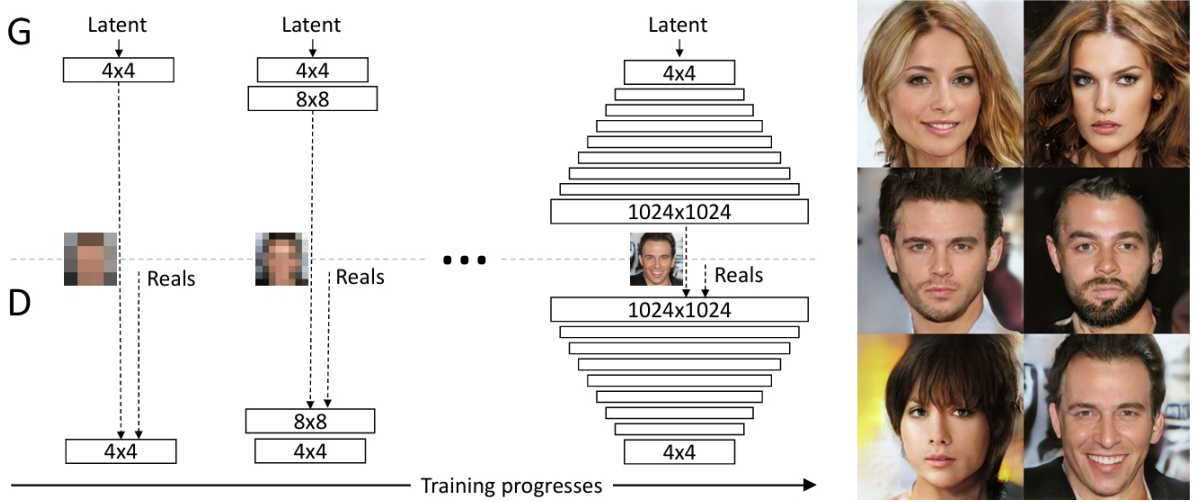 G
Latent
4x4
Latent
4x4
8x8
Latent
4x4
1024x1024
Reals
Reals
Reals
D
1024x1024
8x8
4x4
4x4
4x4
Training progresses